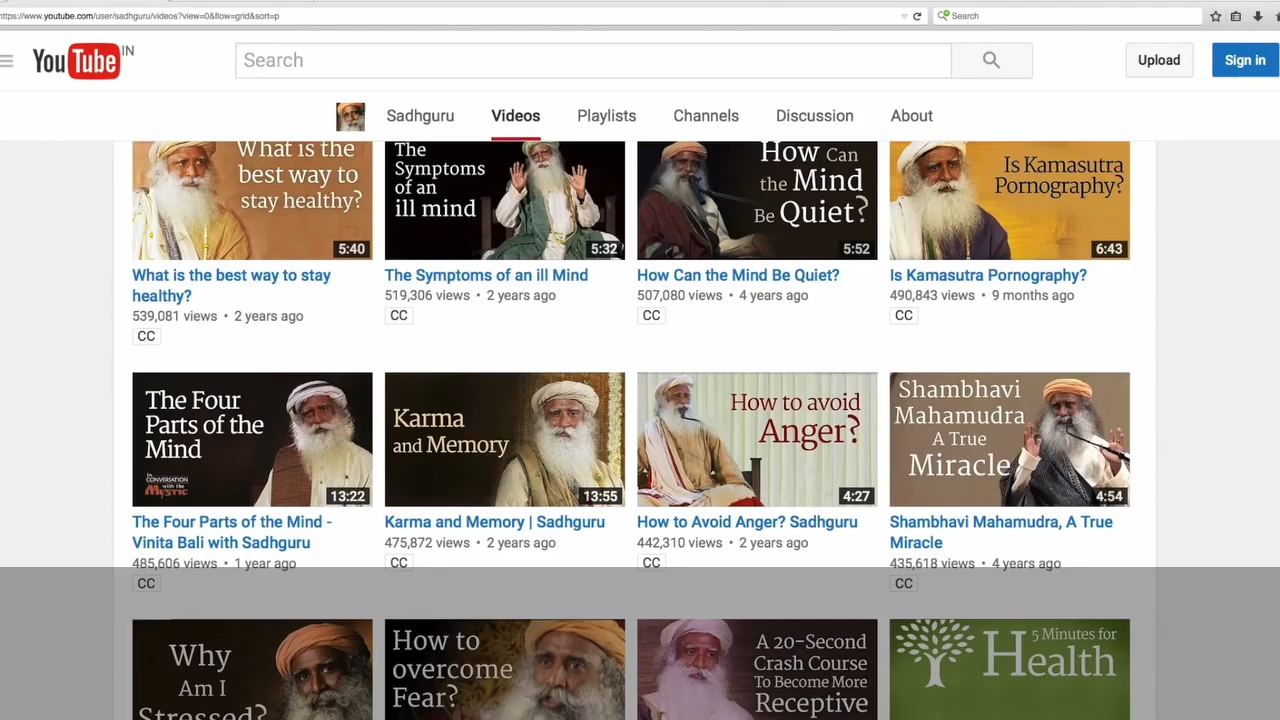 https://www.youtube.com/user/sadhguru/videos?view=0&flow=grid&sort=p
Search
YouTube IN
Search
Upload
Sign in
Sadhguru
Videos
Playlists
Channels
Discussion
About
What is the
best way to
stay healthy?
5:40
The
Symptoms
of an
ill mind
5:32
How Can
the Mind
Be Quiet?
5:52
Is Kamasutra
Pornography?
6:43
What is the best way to stay
healthy?
539,081 views • 2 years ago
CC
The Symptoms of an ill Mind
519,306 views • 2 years ago
CC
How Can the Mind Be Quiet?
507,080 views • 4 years ago
CC
Is Kamasutra Pornography?
490,843 views • 9 months ago
CC
The Four
Parts of the
Mind
In
CONVERSATION
with the
MYSTIC
13:22
Karma
and Memory
13:55
How to avoid
Anger?
4:27
Shambhavi
Mahamudra
A True
Miracle
4:54
The Four Parts of the Mind -
Vinita Bali with Sadhguru
485,606 views • 1 year ago
CC
Karma and Memory | Sadhguru
475,872 views • 2 years ago
CC
How to Avoid Anger? Sadhguru
442,310 views • 2 years ago
CC
Shambhavi Mahamudra, A True
Miracle
435,618 views • 4 years ago
CC
Why
Am I
Stressed?
How to
overcome
Fear?
A 20-Second
Crash Course
To Become More
Receptive
5 Minutes for
Health